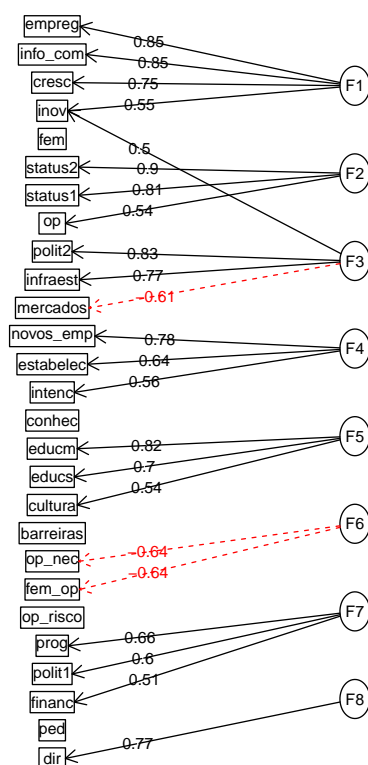 empreg
0.85
info_com
0.85
cresc
0.75
F1
inov
0.55
fem
0.5
status2
0.9
F2
status1
0.81
op
0.54
polit2
0.83
F3
infraest
0.77
mercados
−0.61
novos_emp
0.78
F4
estabelec
0.64
intenc
0.56
conhec
educm
0.82
F5
educs
0.7
cultura
0.54
barreiras
F6
op_nec
−0.64
fem_op
−0.64
op_risco
F7
prog
0.66
polit1
0.6
financ
0.51
F8
ped
dir
0.77